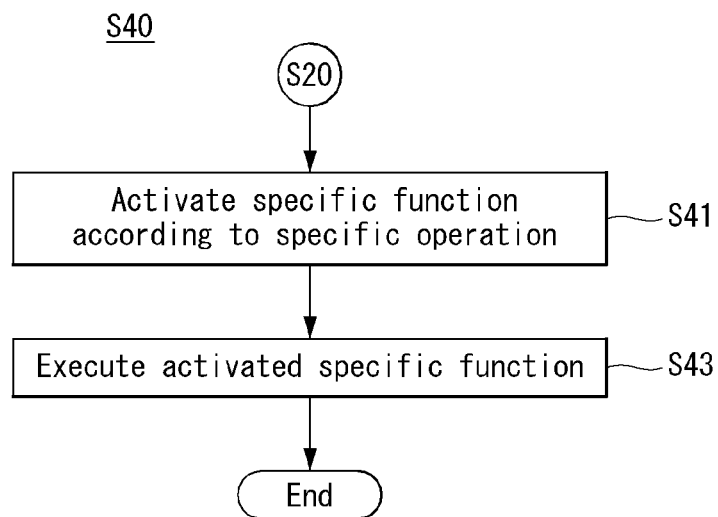 S40
S20
Activate specific function
according to specific operation
S41
Execute activated specific function
S43
End